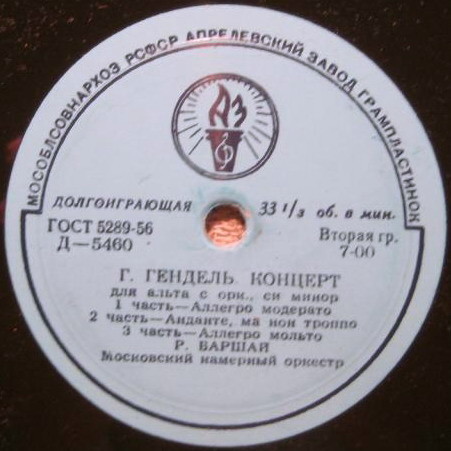 МОСОБЛСОВНАРХОЗ РСФСР АПРЕЛЕВСКИЙ ЗАВОД ГРАМПЛАСТИНОК
АЗ
ДОЛГОИГРАЮЩАЯ 33 1/3 об. в мин.
ГОСТ 5289-56 Вторая гр.
Д—5460 7-00
Г. ГЕНДЕЛЬ КОНЦЕРТ
для альта с орк., си минор
1 часть—Аллегро модерато
2 часть—Анданте, ма нон троппо
3 часть—Аллегро мольто
Р. БАРШАЙ
Московский камерный оркестр